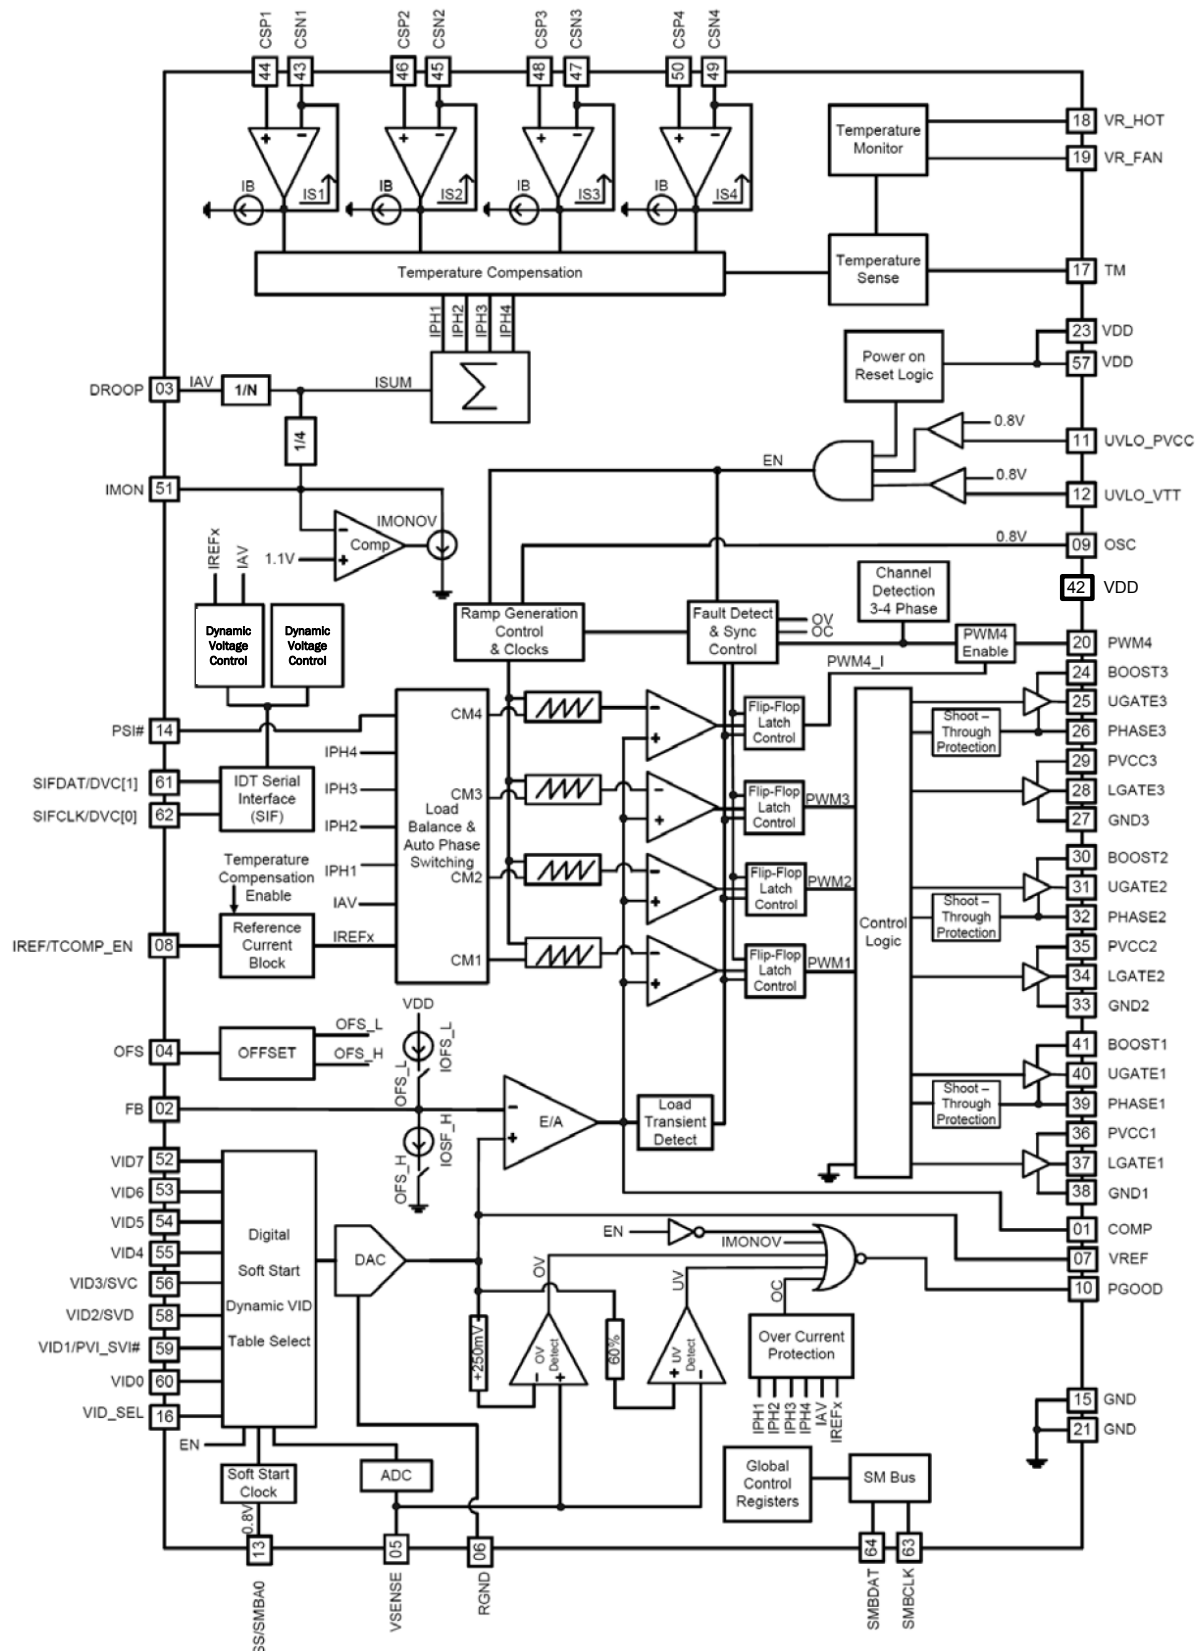 CSP1
CSN1
CSP2
CSN2
CSP3
CSN3
CSP4
CSN4
44
43
46
45
48
47
50
49
+ −
+ −
+ −
+ −
IB
IS1
IB
IS2
IB
IS3
IB
IS4
Temperature
Monitor
18 VR_HOT
19 VR_FAN
Temperature Compensation
Temperature
Sense
17 TM
IPH1
IPH2
IPH3
IPH4
Σ
23 VDD
57 VDD
Power on
Reset Logic
DROOP 03
IAV
1/N
ISUM
1/4
0.8V
11 UVLO_PVCC
0.8V
12 UVLO_VTT
EN
IMON 51
IMONOV
−
Comp
1.1V
+
0.8V
09 OSC
42 VDD
IREFx
IAV
Dynamic
Voltage
Control
Dynamic
Voltage
Control
Ramp Generation
Control
& Clocks
Fault Detect
& Sync
Control
OV
OC
Channel
Detection
3-4 Phase
PWM4
Enable
20 PWM4
PWM4_I
24 BOOST3
25 UGATE3
26 PHASE3
29 PVCC3
28 LGATE3
27 GND3
30 BOOST2
31 UGATE2
32 PHASE2
35 PVCC2
34 LGATE2
33 GND2
41 BOOST1
40 UGATE1
39 PHASE1
36 PVCC1
37 LGATE1
38 GND1
01 COMP
07 VREF
10 PGOOD
Shoot –
Through
Protection
Shoot –
Through
Protection
Shoot –
Through
Protection
Control
Logic
PSI# 14
SIFDAT/DVC[1] 61
SIFCLK/DVC[0] 62
IDT Serial
Interface
(SIF)
IPH4
IPH3
IPH2
IPH1
IAV
IREFx
Load
Balance &
Auto Phase
Switching
CM4
CM3
CM2
CM1
−
+
−
+
−
+
−
+
Flip-Flop
Latch
Control
Flip-Flop
Latch
Control
PWM3
Flip-Flop
Latch
Control
PWM2
Flip-Flop
Latch
Control
PWM1
Temperature
Compensation
Enable
IREF/TCOMP_EN 08
Reference
Current
Block
VDD
OFS 04
OFFSET
OFS_L
OFS_H
OFS_L
IOFS_L
FB 02
OFS_H
IOSF_H
−
E/A
+
Load
Transient
Detect
VID7 52
VID6 53
VID5 54
VID4 55
VID3/SVC 56
VID2/SVD 58
VID1/PVI_SVI# 59
VID0 60
VID_SEL 16
Digital
Soft Start
Dynamic VID
Table Select
DAC
EN
IMONOV
OV
UV
OC
+250mV
OV
Detect
− +
60%
UV
Detect
+ −
Over Current
Protection
IPH1
IPH2
IPH3
IPH4
IAV
IREFx
15 GND
21 GND
EN
Soft Start
Clock
0.8V
ADC
Global
Control
Registers
SM Bus
13
05
06
64
63
SS/SMBA0
VSENSE
RGND
SMBDAT
SMBCLK